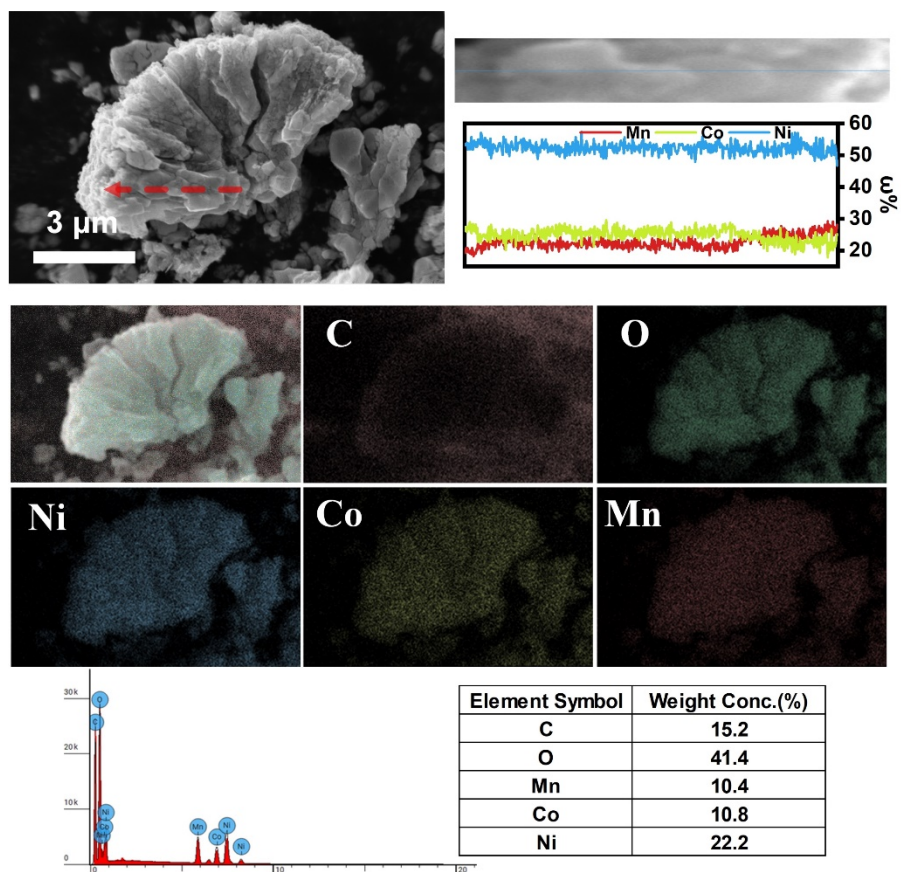 3 μm
Mn Co Ni
60
50
40
30
20
ω%
C
O
Ni
Co
Mn
30k
20k
10k
0
O
C
Ni
Co
Mn
Co
Ni
Ni
0
10
20
Element Symbol Weight Conc.(%)
C 15.2
O 41.4
Mn 10.4
Co 10.8
Ni 22.2